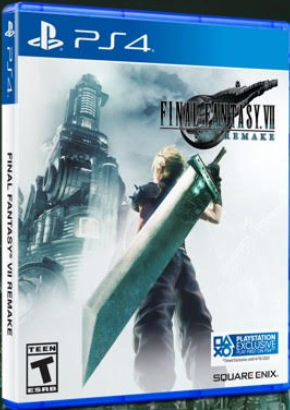 PS4
FINAL FANTASY. VII
REMAKE
FINAL FANTASY® VII REMAKE
PLAYSTATION
EXCLUSIVE
T
TEEN
ESRB
SQUARE ENIX®